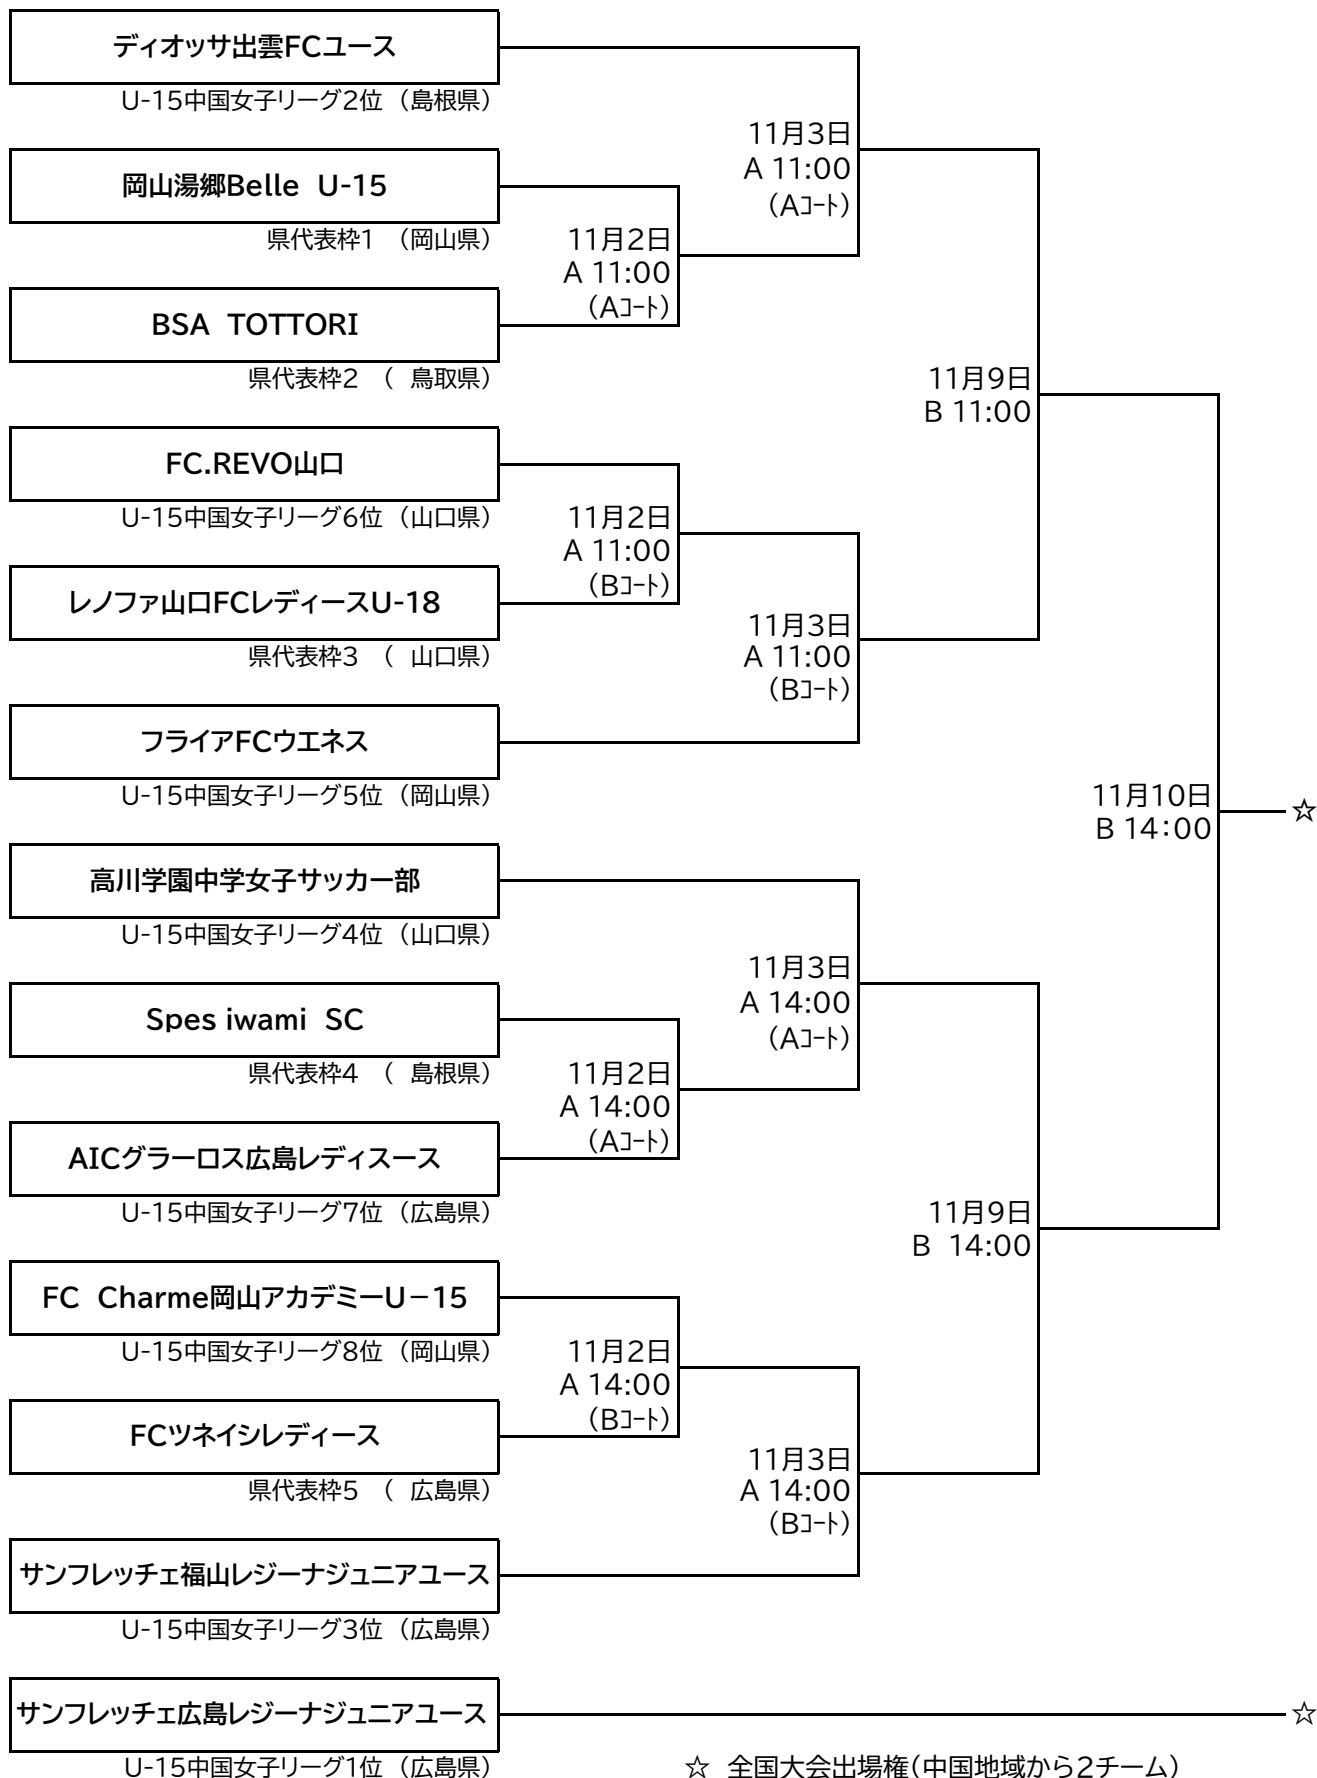 ディオッサ出雲FCユース
U-15中国女子リーグ2位 （島根県）
11月3日
A 11:00
（Aｺｰﾄ）
岡山湯郷Belle U-15
県代表枠1 （岡山県）
11月2日
A 11:00
（Aｺｰﾄ）
BSA TOTTORI
県代表枠2 （ 鳥取県）
11月9日
B 11:00
FC.REVO山口
U-15中国女子リーグ6位 （山口県）
11月2日
A 11:00
（Bｺｰﾄ）
レノファ山口FCレディースU-18
県代表枠3 （ 山口県）
11月3日
A 11:00
（Bｺｰﾄ）
フライアFCウエネス
U-15中国女子リーグ5位 （岡山県）
11月10日
B 14：00
☆
高川学園中学女子サッカー部
U-15中国女子リーグ4位 （山口県）
11月3日
A 14:00
（Aｺｰﾄ）
Spes iwami SC
県代表枠4 （ 島根県）
11月2日
A 14:00
（Aｺｰﾄ）
AICグラーロス広島レディスース
U-15中国女子リーグ7位 （広島県）
11月9日
B 14:00
FC Charme岡山アカデミーU－15
U-15中国女子リーグ8位 （岡山県）
11月2日
A 14:00
（Bｺｰﾄ）
FCツネイシレディース
県代表枠5 （ 広島県）
11月3日
A 14:00
（Bｺｰﾄ）
サンフレッチェ福山レジーナジュニアユース
U-15中国女子リーグ3位 （広島県）
サンフレッチェ広島レジーナジュニアユース
☆
U-15中国女子リーグ1位 （広島県）
☆ 全国大会出場権（中国地域から2チーム）